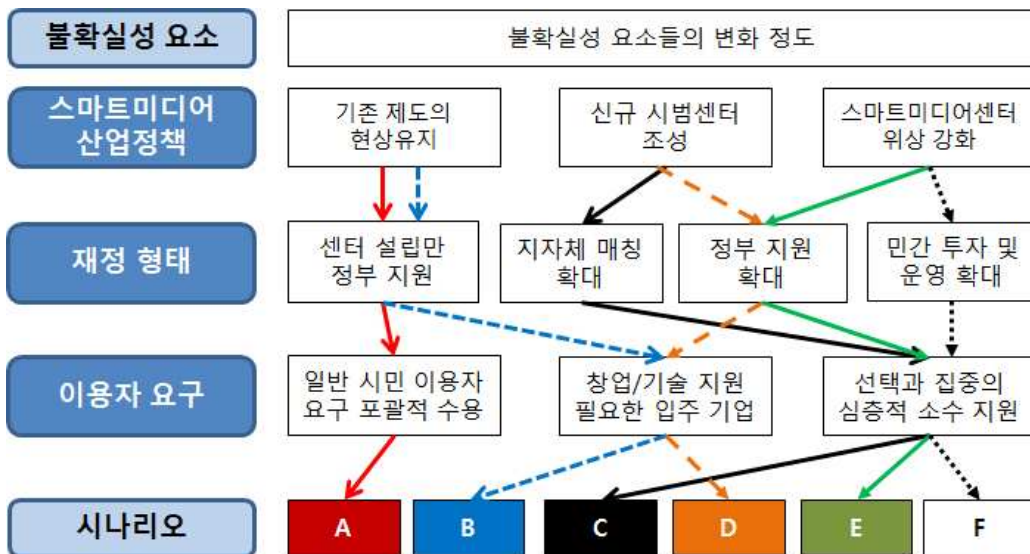 불확실성 요소
불확실성 요소들의 변화 정도
스마트미디어
산업정책
기존 제도의
현상유지
신규 시범센터
조성
스마트미디어센터
위상 강화
재정 형태
센터 설립만
정부 지원
지자체 매칭
확대
정부 지원
확대
민간 투자 및
운영 확대
이용자 요구
일반 시민 이용자
요구 포괄적 수용
창업/기술 지원
필요한 입주 기업
선택과 집중의
심층적 소수 지원
시나리오
A
B
C
D
E
F